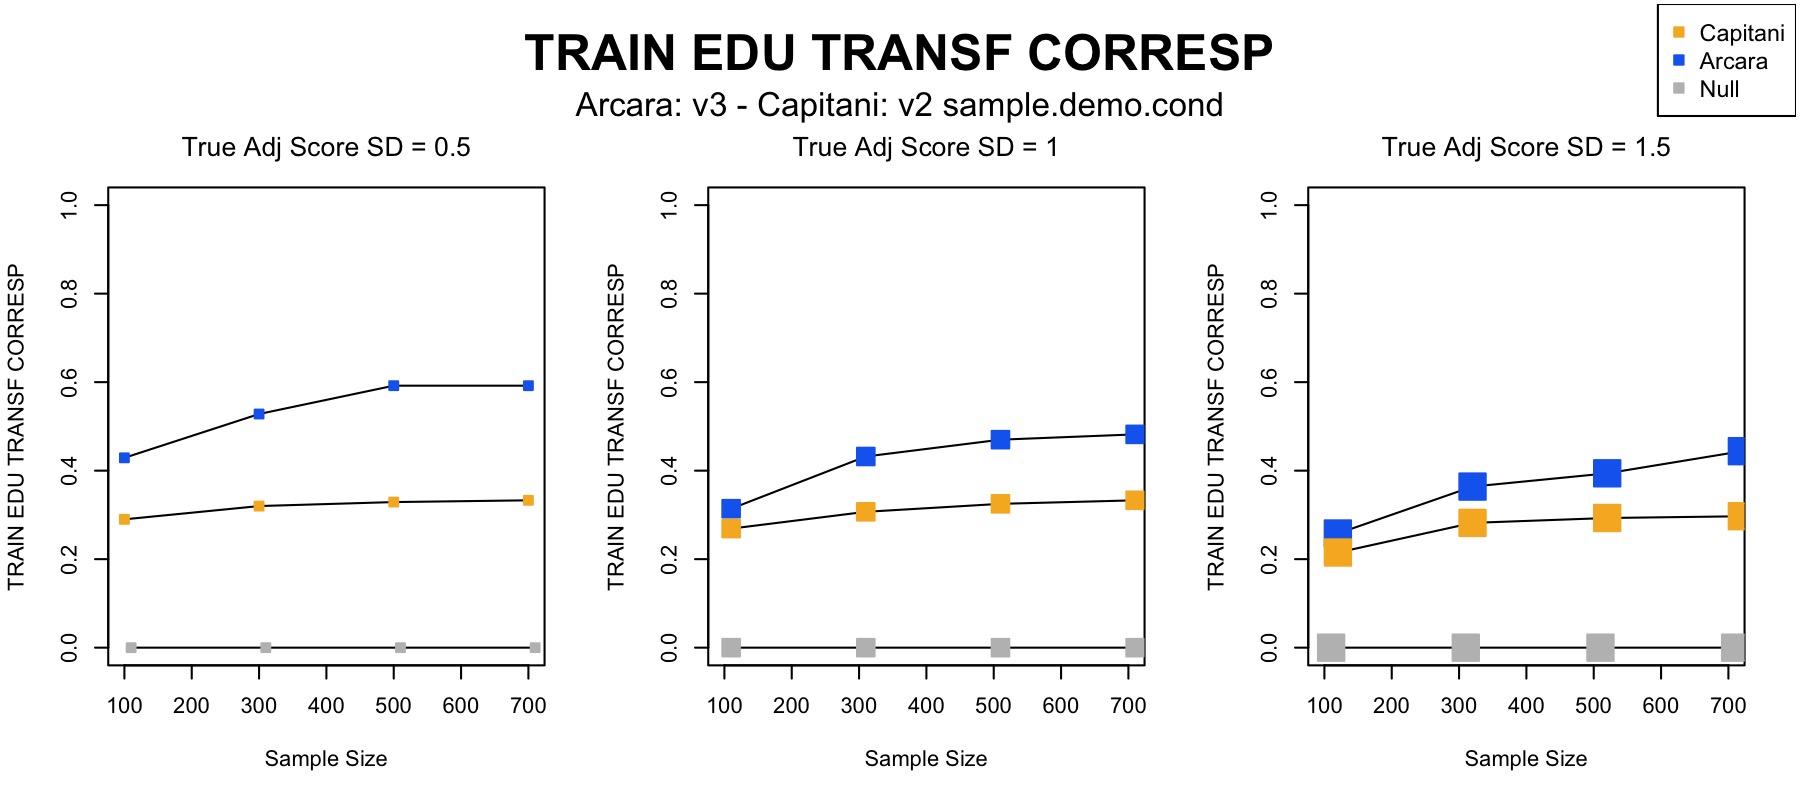 TRAIN EDU TRANSF CORRESP
Arcara: v3 - Capitani: v2 sample.demo.cond
Capitani
Arcara
Null
True Adj Score SD = 0.5
TRAIN EDU TRANSF CORRESP
1.0
0.8
0.6
0.4
0.2
0.0
100 200 300 400 500 600 700
Sample Size
True Adj Score SD = 1
TRAIN EDU TRANSF CORRESP
1.0
0.8
0.6
0.4
0.2
0.0
100 200 300 400 500 600 700
Sample Size
True Adj Score SD = 1.5
TRAIN EDU TRANSF CORRESP
1.0
0.8
0.6
0.4
0.2
0.0
100 200 300 400 500 600 700
Sample Size